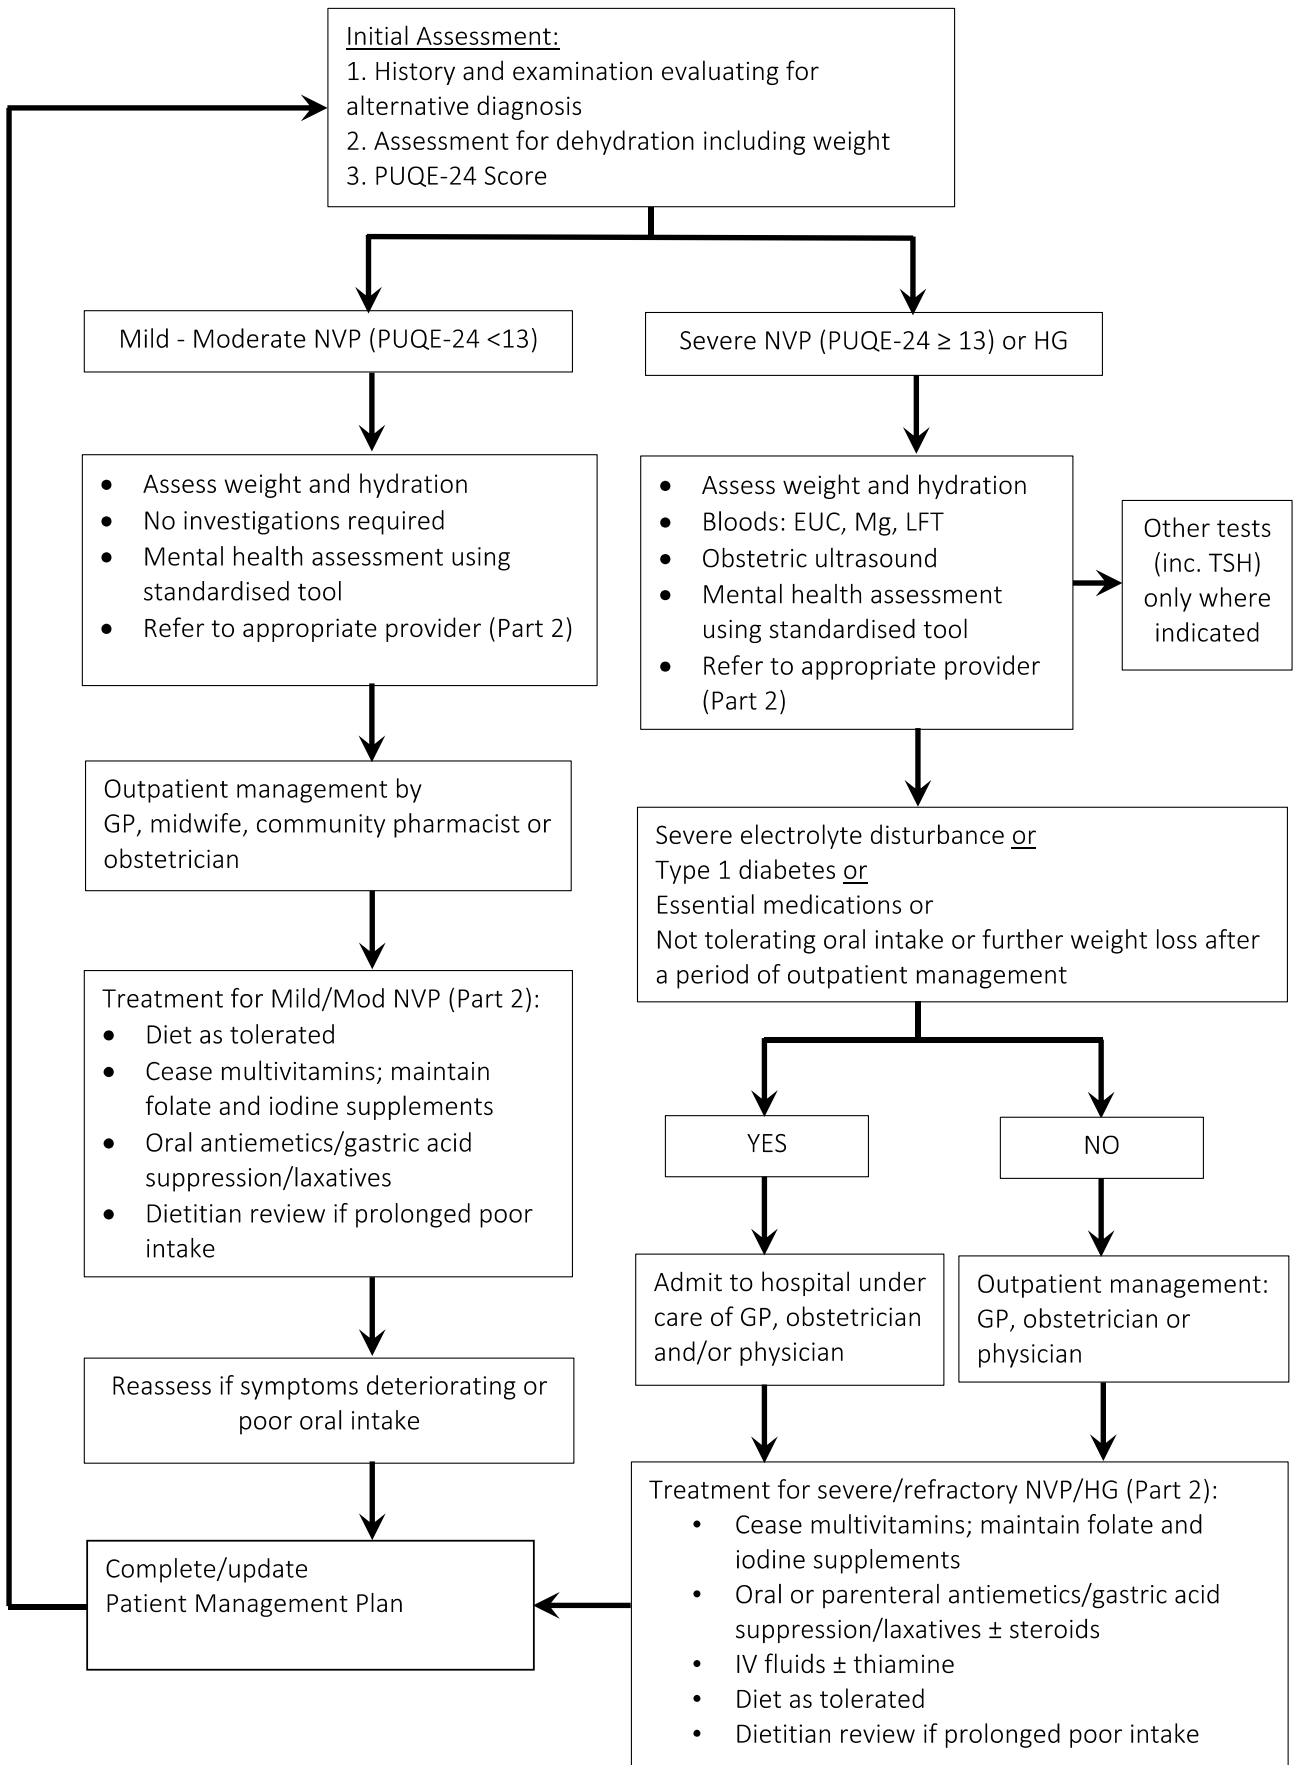 Initial Assessment:
1. History and examination evaluating for
alternative diagnosis
2. Assessment for dehydration including weight
3. PUQE-24 Score
Mild - Moderate NVP (PUQE-24 <13)
Severe NVP (PUQE-24 ≥ 13) or HG
• Assess weight and hydration
• No investigations required
• Mental health assessment using
standardised tool
• Refer to appropriate provider (Part 2)
• Assess weight and hydration
• Bloods: EUC, Mg, LFT
• Obstetric ultrasound
• Mental health assessment
using standardised tool
• Refer to appropriate provider
(Part 2)
Other tests
(inc. TSH)
only where
indicated
Outpatient management by
GP, midwife, community pharmacist or
obstetrician
Severe electrolyte disturbance or
Type 1 diabetes or
Essential medications or
Not tolerating oral intake or further weight loss after
a period of outpatient management
Treatment for Mild/Mod NVP (Part 2):
• Diet as tolerated
• Cease multivitamins; maintain
folate and iodine supplements
• Oral antiemetics/gastric acid
suppression/laxatives
• Dietitian review if prolonged poor
intake
YES
NO
Admit to hospital under
care of GP, obstetrician
and/or physician
Outpatient management:
GP, obstetrician or
physician
Reassess if symptoms deteriorating or
poor oral intake
Treatment for severe/refractory NVP/HG (Part 2):
• Cease multivitamins; maintain folate and
iodine supplements
• Oral or parenteral antiemetics/gastric acid
suppression/laxatives ± steroids
• IV fluids ± thiamine
• Diet as tolerated
• Dietitian review if prolonged poor intake
Complete/update
Patient Management Plan